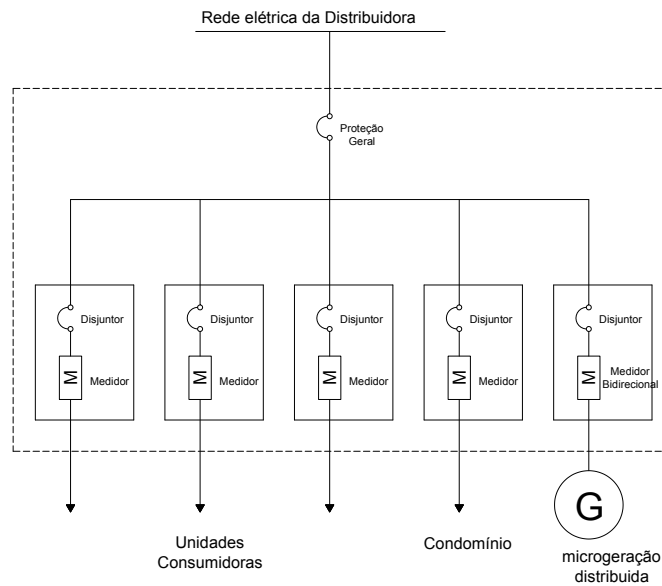 Rede elétrica da Distribuidora
Proteção
Geral
Disjuntor
Disjuntor
Disjuntor
Disjuntor
Disjuntor
M
Medidor
M
Medidor
M
Medidor
M
Medidor
M
Medidor
Bidirecional
Unidades
Consumidoras
Condomínio
G
microgeração
distribuida